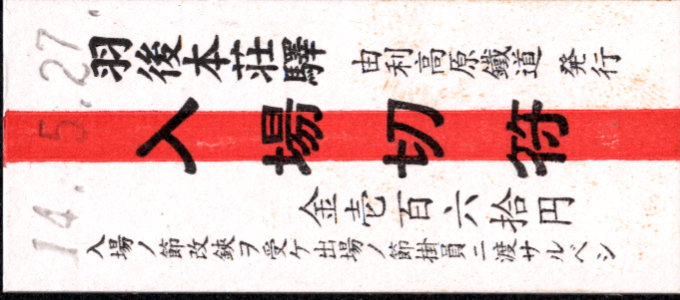 14. 5. 27.
羽後本荘驛 由利高原鐵道 発行
入場切符
金壱百六拾円
入場ノ節改鋏ヲ受ケ出場ノ節掛員ニ渡サルベシ